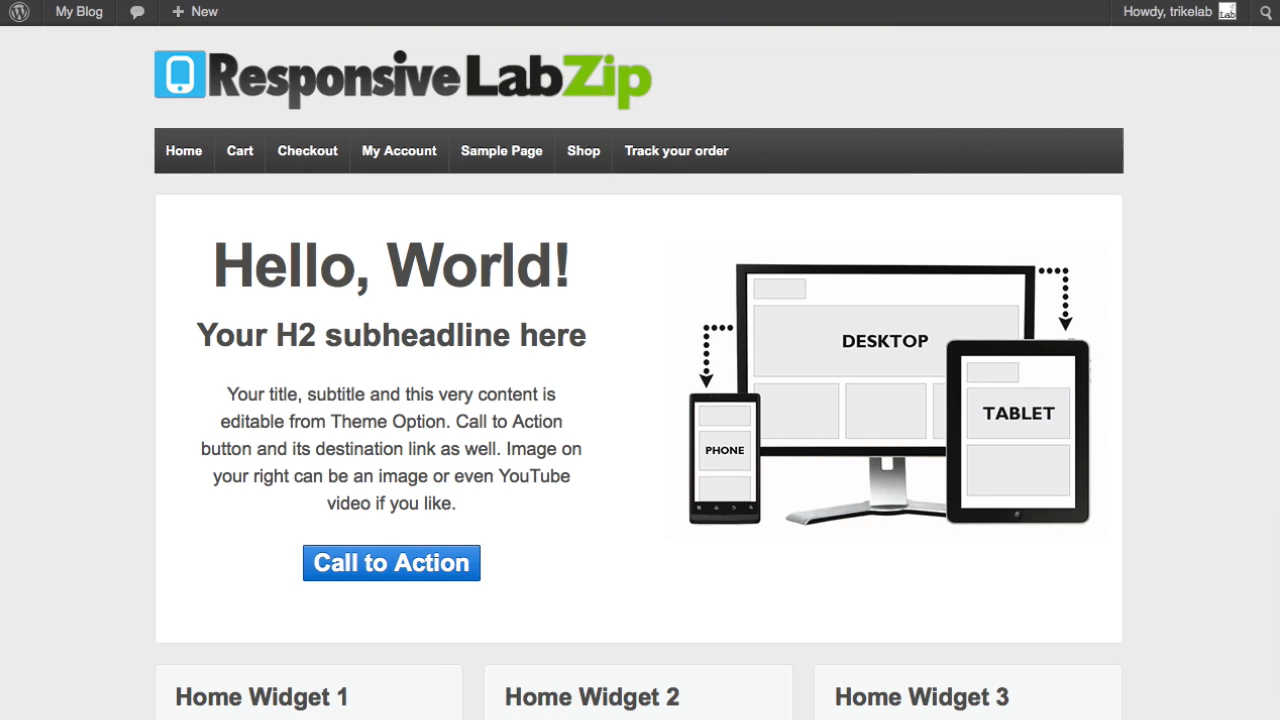 My Blog New Howdy, trikelab
Responsive LabZip
Home Cart Checkout My Account Sample Page Shop Track your order
Hello, World!
Your H2 subheadline here
Your title, subtitle and this very content is
editable from Theme Option. Call to Action
button and its destination link as well. Image on
your right can be an image or even YouTube
video if you like.
Call to Action
DESKTOP
TABLET
PHONE
Home Widget 1 Home Widget 2 Home Widget 3